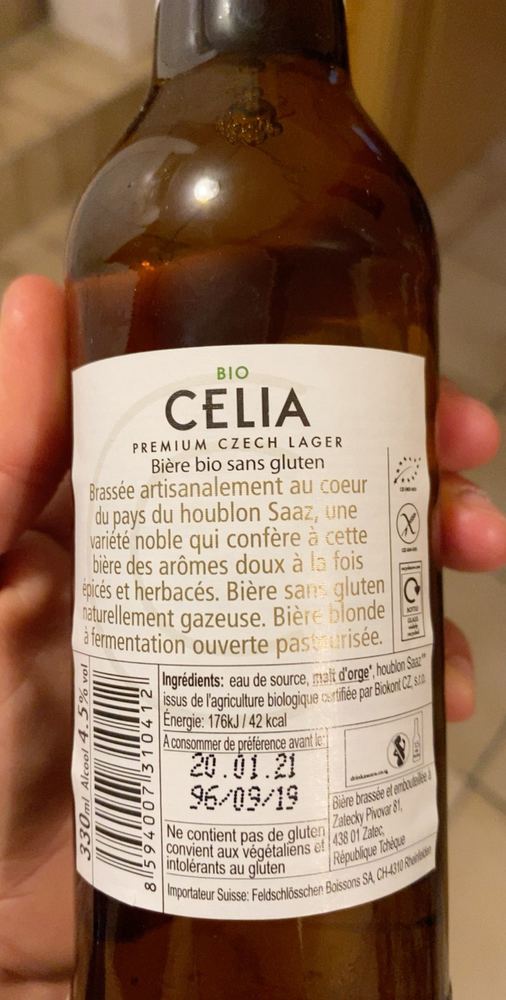 BIO
CELIA
PREMIUM CZECH LAGER
Bière bio sans gluten
Brassée artisanalement au coeur
du pays du houblon Saaz, une
variété noble qui confère à cette
bière des arômes doux à la fois
épicés et herbacés. Bière sans gluten
naturellement gazeuse. Bière blonde
à fermentation ouverte pasteurisée.
330ml Alcool 4.5% vol
8 594007 310412
Ingrédients: eau de source, malt d'orge*, houblon Saaz**
issus de l'agriculture biologique certifiée par Biokont CZ, s.r.o.
Énergie: 176kJ / 42 kcal
A consommer de préférence avant le:
20.01.21
96/09/19
Ne contient pas de gluten
convient aux végétaliens et
intolérants au gluten
Bière brassée et embouteillée à
Zatecky Pivovar 81,
438 01 Zatec,
République Tchèque
Importateur Suisse: Feldschlösschen Boissons SA, CH-4310 Rheinfelden
BOTTLE
GLASS